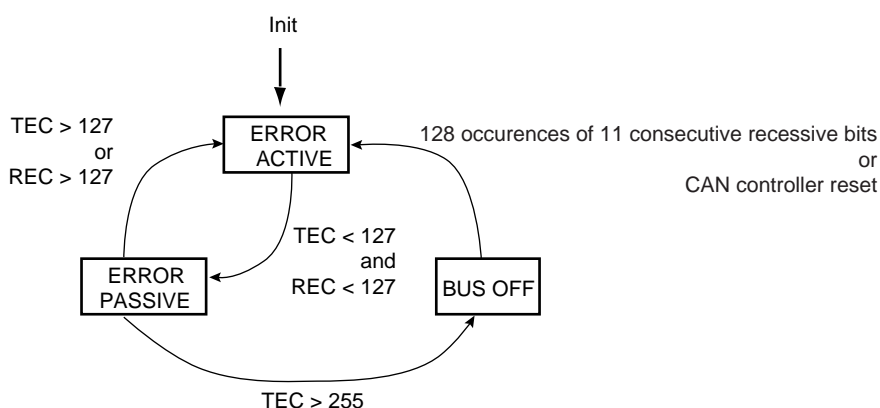 Init
TEC > 127
or
REC > 127
ERROR
ACTIVE
128 occurences of 11 consecutive recessive bits
or
CAN controller reset
TEC < 127
and
REC < 127
ERROR
PASSIVE
BUS OFF
TEC > 255